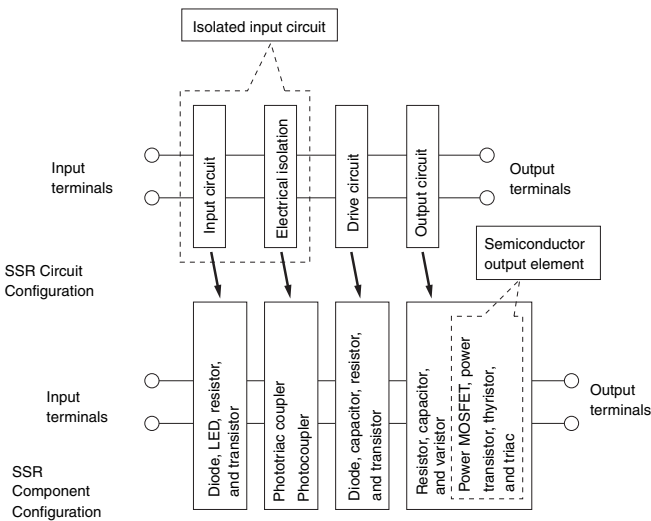 Isolated input circuit
Input
terminals
Input circuit
Electrical isolation
Drive circuit
Output circuit
Output
terminals
SSR Circuit
Configuration
Semiconductor
output element
Input
terminals
Diode, LED, resistor,
and transistor
Phototriac coupler
Photocoupler
Diode, capacitor, resistor,
and transistor
Resistor, capacitor,
and varistor
Power MOSFET, power
transistor, thyristor,
and triac
Output
terminals
SSR
Component
Configuration